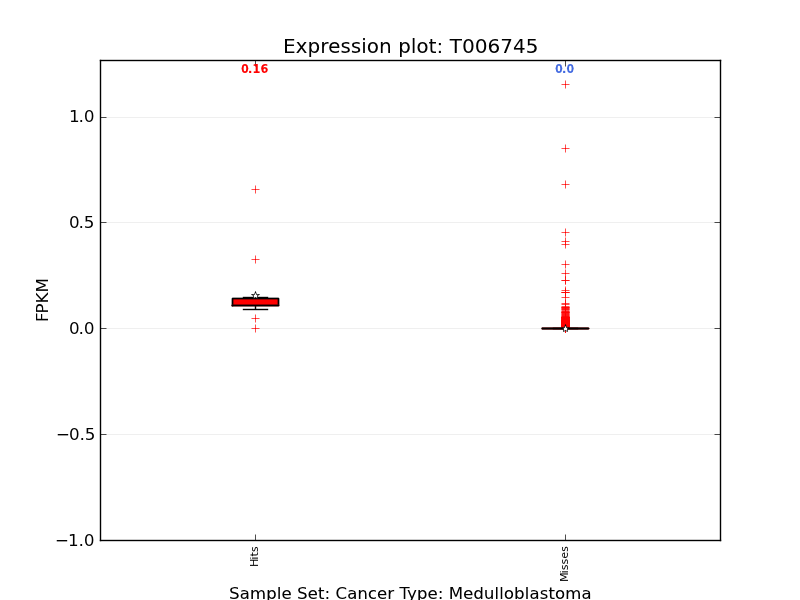 Expression plot: T006745
0.16
0.0
1.0
0.5
0.0
−0.5
−1.0
FPKM
Hits
Misses
Sample Set: Cancer Type: Medulloblastoma